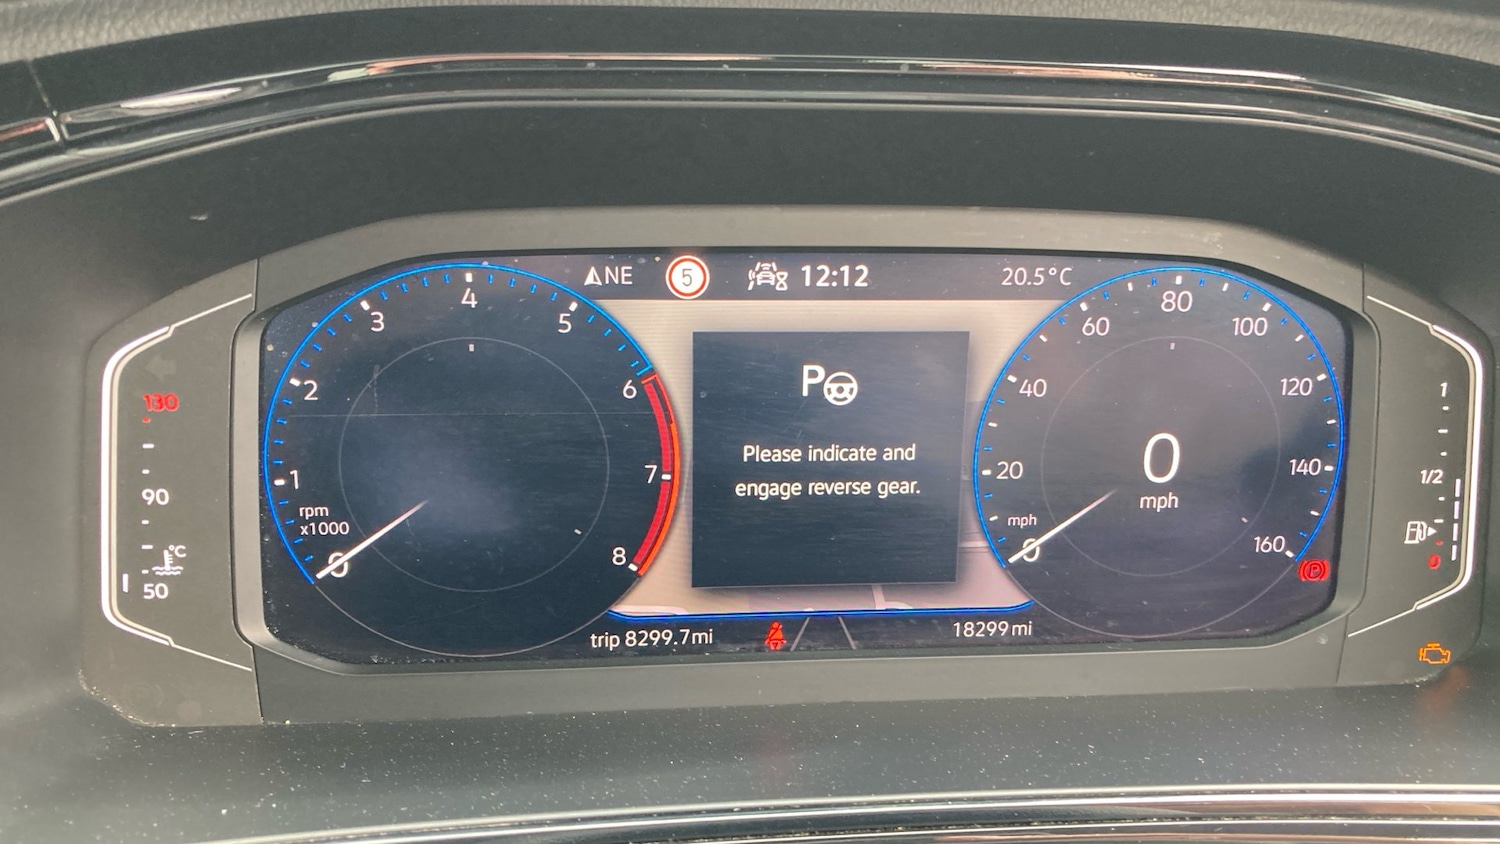 NE
5
12:12
20.5°C
4
3
5
2
6
1
7
rpm
x1000
0
8
P
Please indicate and
engage reverse gear.
80
60
100
40
120
20
140
0
mph
mph
0
160
P
130
90
°C
50
1
1/2
0
trip 8299.7mi
18299mi